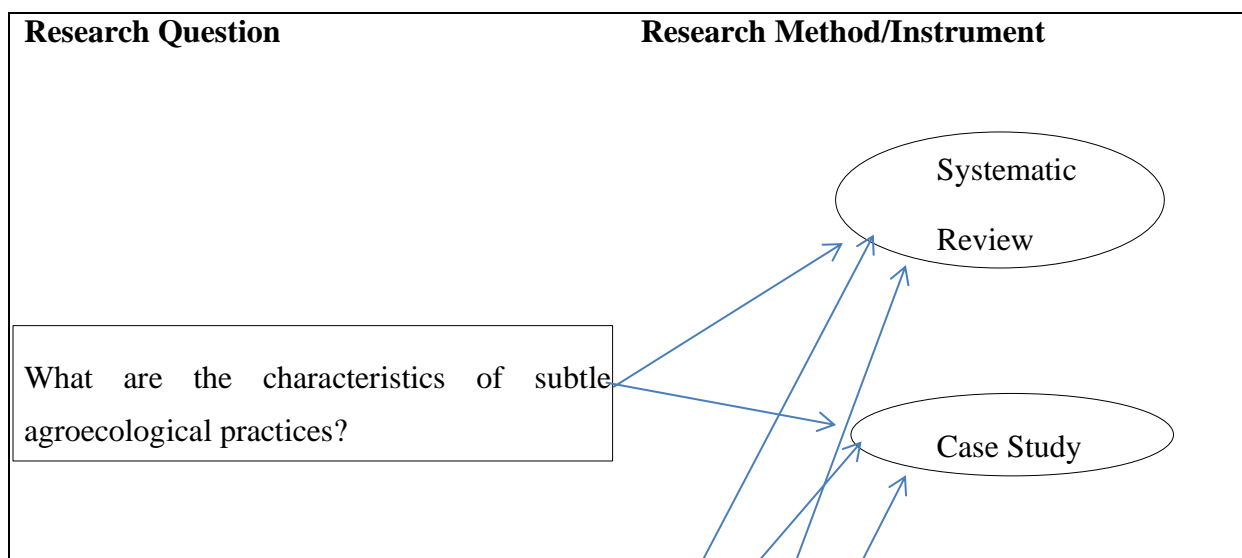 Research Question
Research Method/Instrument
Systematic
Review
What are the characteristics of subtle
agroecological practices?
Case Study